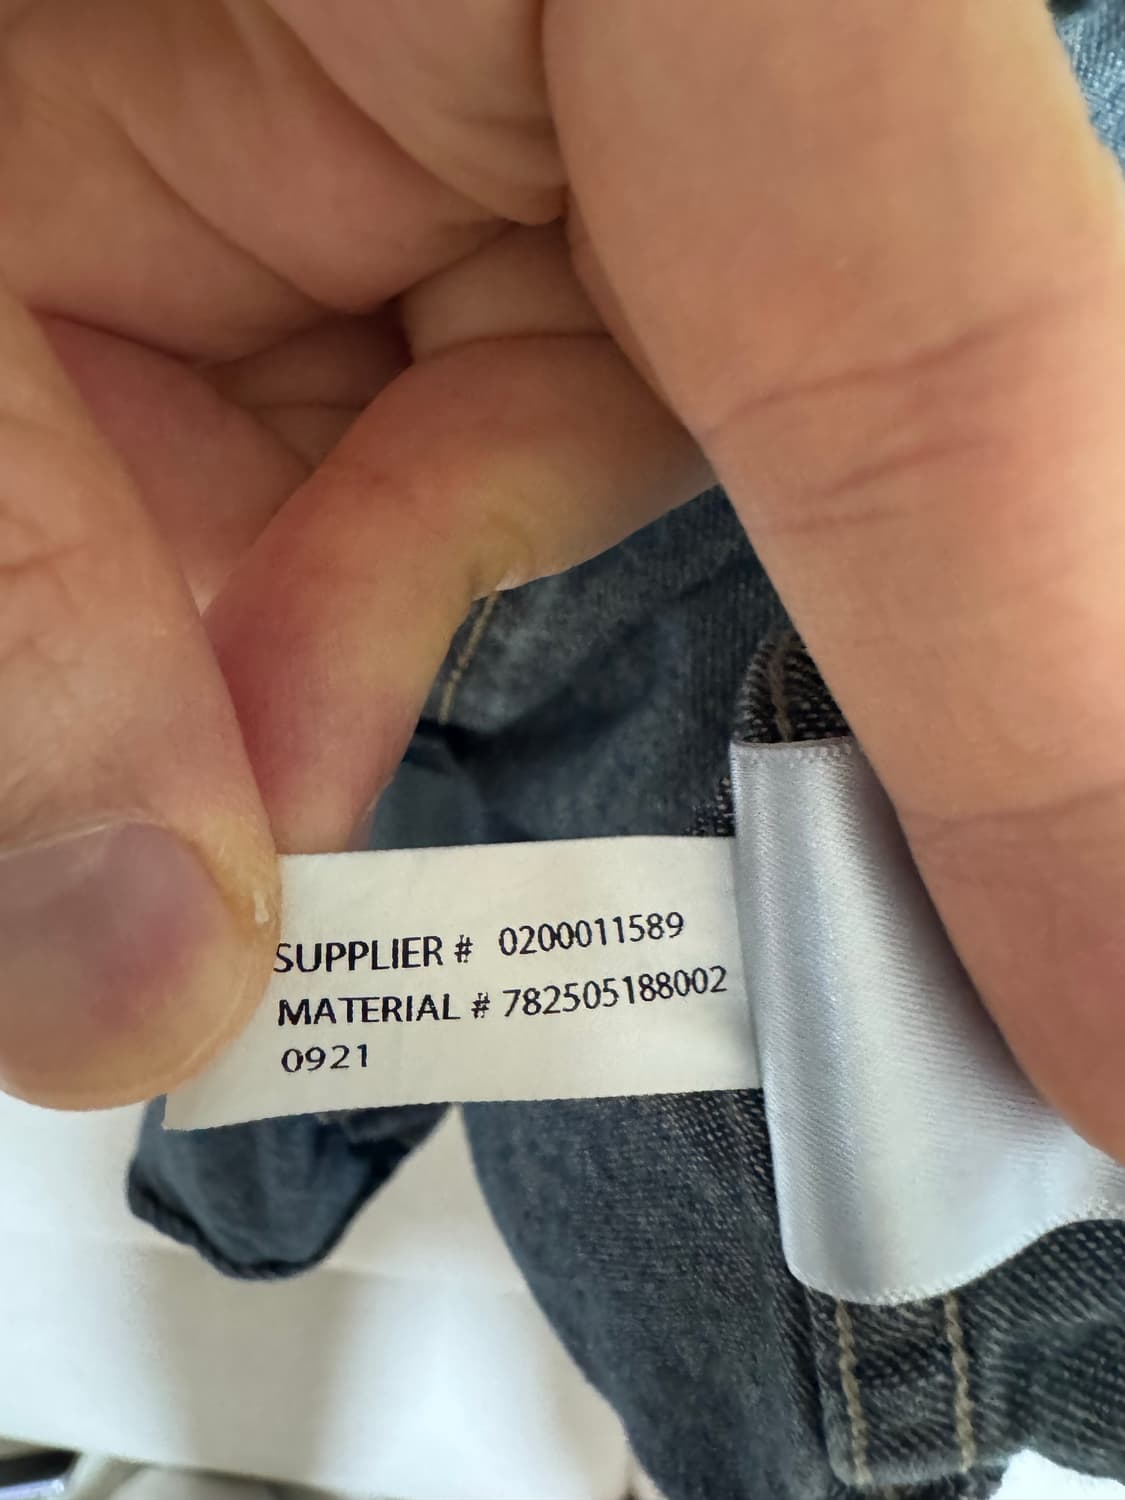 SUPPLIER # 0200011589
MATERIAL # 782505188002
0921